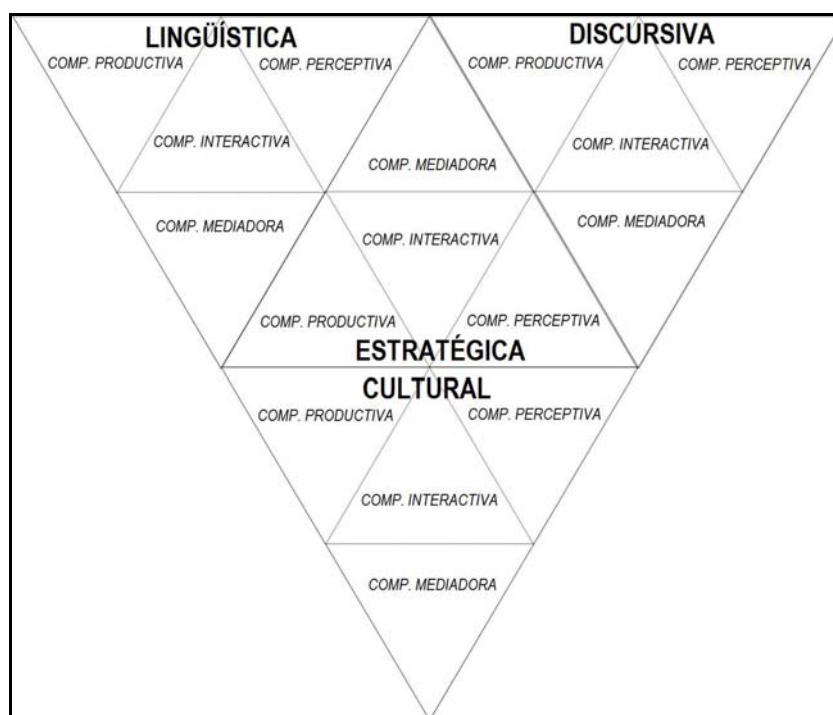 LINGÜÍSTICA
DISCURSIVA
COMP. PRODUCTIVA
COMP. PERCEPTIVA
COMP. PRODUCTIVA
COMP. PERCEPTIVA
COMP. INTERACTIVA
COMP. MEDIADORA
COMP. INTERACTIVA
COMP. MEDIADORA
COMP. INTERACTIVA
COMP. MEDIADORA
COMP. PRODUCTIVA
COMP. PERCEPTIVA
ESTRATÉGICA
CULTURAL
COMP. PRODUCTIVA
COMP. PERCEPTIVA
COMP. INTERACTIVA
COMP. MEDIADORA